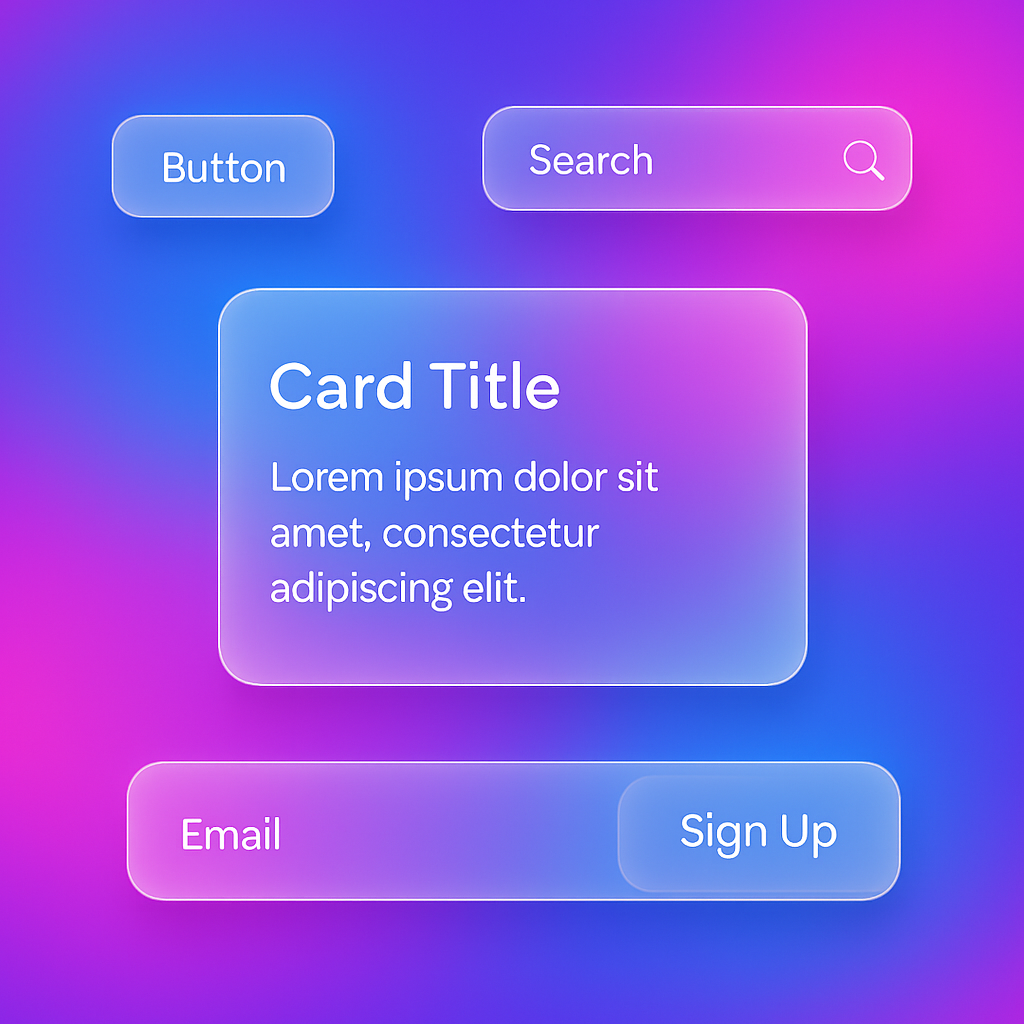 Button
Search
Card Title
Lorem ipsum dolor sit
amet, consectetur
adipiscing elit.
Email
Sign Up